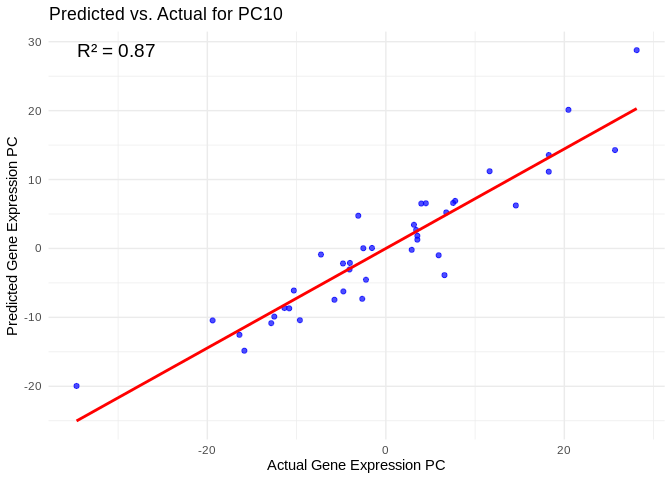 Predicted vs. Actual for PC10
R² = 0.87
30
20
10
0
-10
-20
Predicted Gene Expression PC
-20
0
20
Actual Gene Expression PC